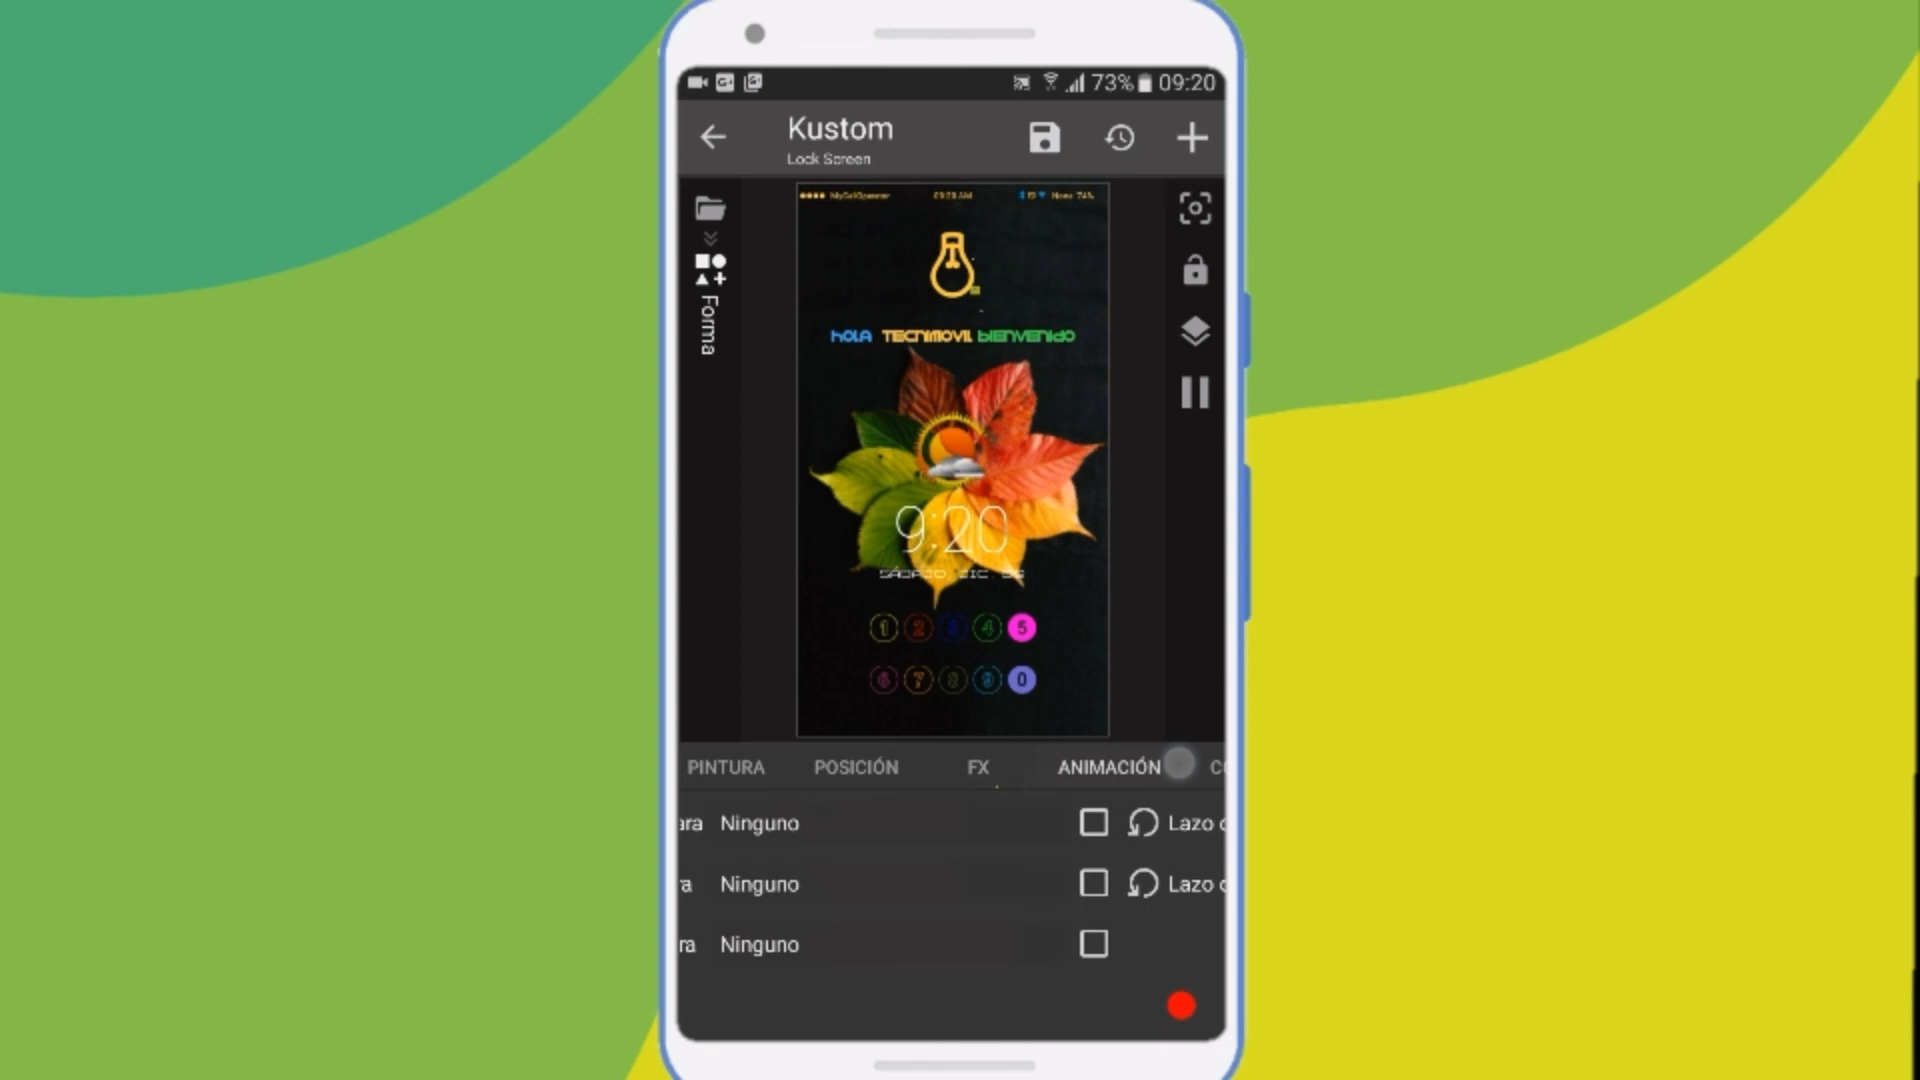 73% 09:20
Kustom
Lock Screen
Forma
hOLA TECNIMOVIL bIENVENIdO
9:20
1 2 3 4 5
6 7 8 9 0
PINTURA POSICIÓN FX ANIMACIÓN
Ninguno Lazo
Ninguno Lazo
Ninguno